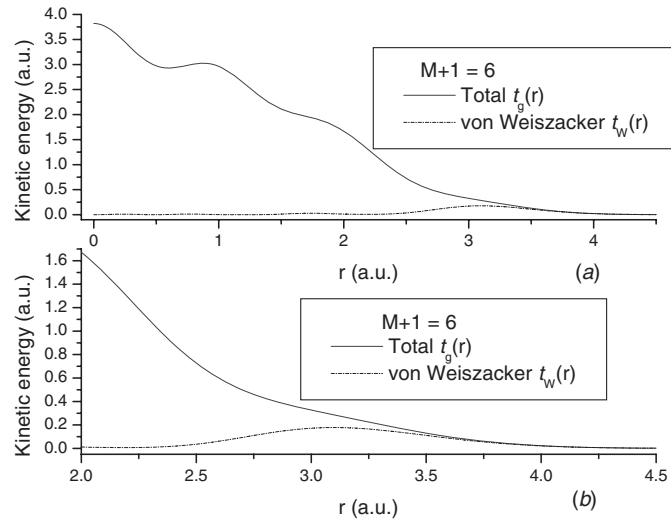 4.0
3.5
3.0
2.5
2.0
1.5
1.0
0.5
0.0
Kinetic energy (a.u.)
M+1 = 6
Total t_g(r)
von Weiszacker t_W(r)
0 1 2 3 4
r (a.u.)
(a)
1.6
1.4
1.2
1.0
0.8
0.6
0.4
0.2
0.0
Kinetic energy (a.u.)
M+1 = 6
Total t_g(r)
von Weiszacker t_W(r)
2.0 2.5 3.0 3.5 4.0 4.5
r (a.u.)
(b)